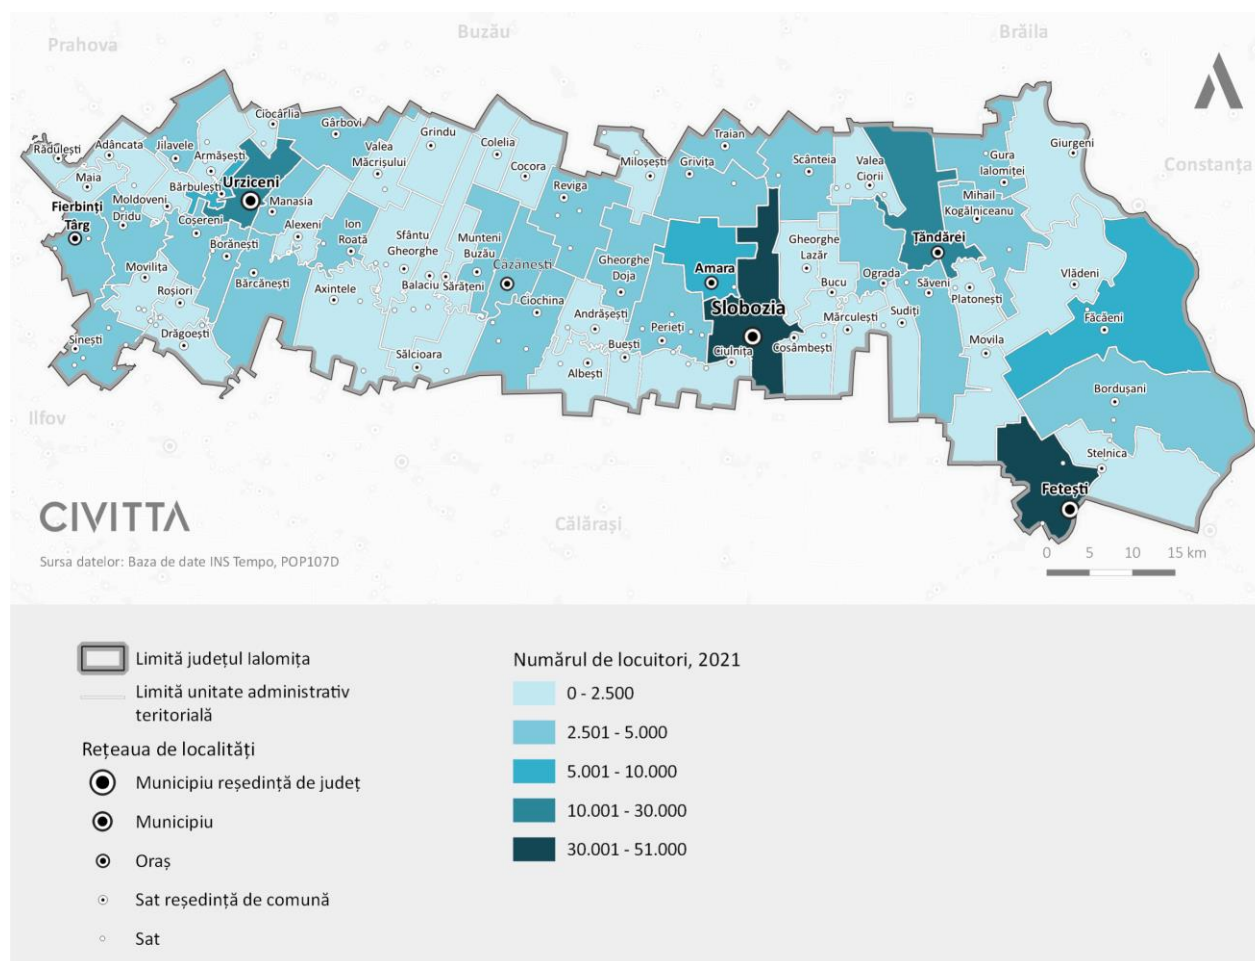 Prahova
Buzău
Brăila
Constanța
Ilfov
Călărași
Ciocârlia
Gârbovi
Grindu
Colelia
Traian
Rădulești
Adâncata
Jilavele
Armășești
Valea
Măcrișului
Cocora
Miloșești
Grivița
Scânteia
Valea
Ciorii
Gura
Ialomiței
Giurgeni
Maia
Bărbulești
Urziceni
Reviga
Mihail
Kogălniceanu
Fierbinți
Târg
Moldoveni
Dridu
Coșereni
Manasia
Alexeni
Ion
Roată
Sfântu
Gheorghe
Munteni
Buzău
Țăndărei
Borănești
Cazanesti
Gheorghe
Doja
Amara
Gheorghe
Lazăr
Movilița
Roșiori
Bărcănești
Axintele
Balaciu
Sărățeni
Ciochina
Bucu
Ograda
Săveni
Platonești
Vlădeni
Slobozia
Andrășești
Perieți
Mărculești
Sudiți
Făcăeni
Sinești
Drăgoești
Sălcioara
Buești
Albești
Ciulnița
Cosâmbești
Movila
Bordușani
Stelnica
Fetești
CIVITTA
Sursa datelor: Baza de date INS Tempo, POP107D
0 5 10 15 km
Limită județul Ialomița
Limită unitate administrativ
teritorială
Rețeaua de localități
Municipiu reședință de județ
Municipiu
Oraș
Sat reședință de comună
Sat
Numărul de locuitori, 2021
0 - 2.500
2.501 - 5.000
5.001 - 10.000
10.001 - 30.000
30.001 - 51.000